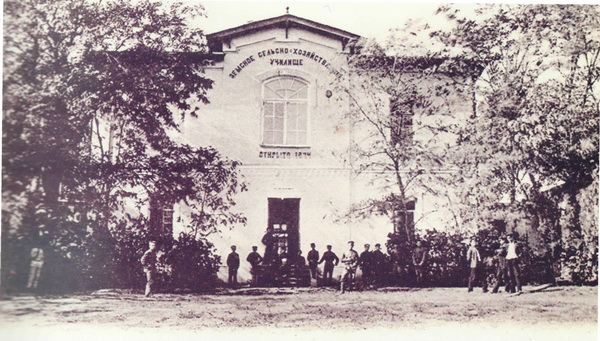 ЗЕМСКОЕ СЕЛЬСКО-ХОЗЯЙСТВ.
УЧИЛИЩЕ
ОТКРЫТО 1874